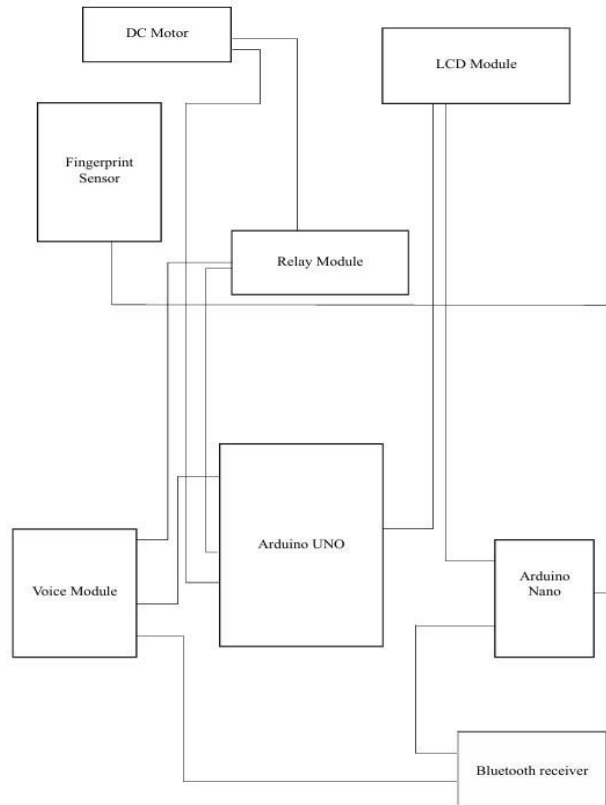 DC Motor
LCD Module
Fingerprint
Sensor
Relay Module
Arduino UNO
Voice Module
Arduino
Nano
Bluetooth receiver